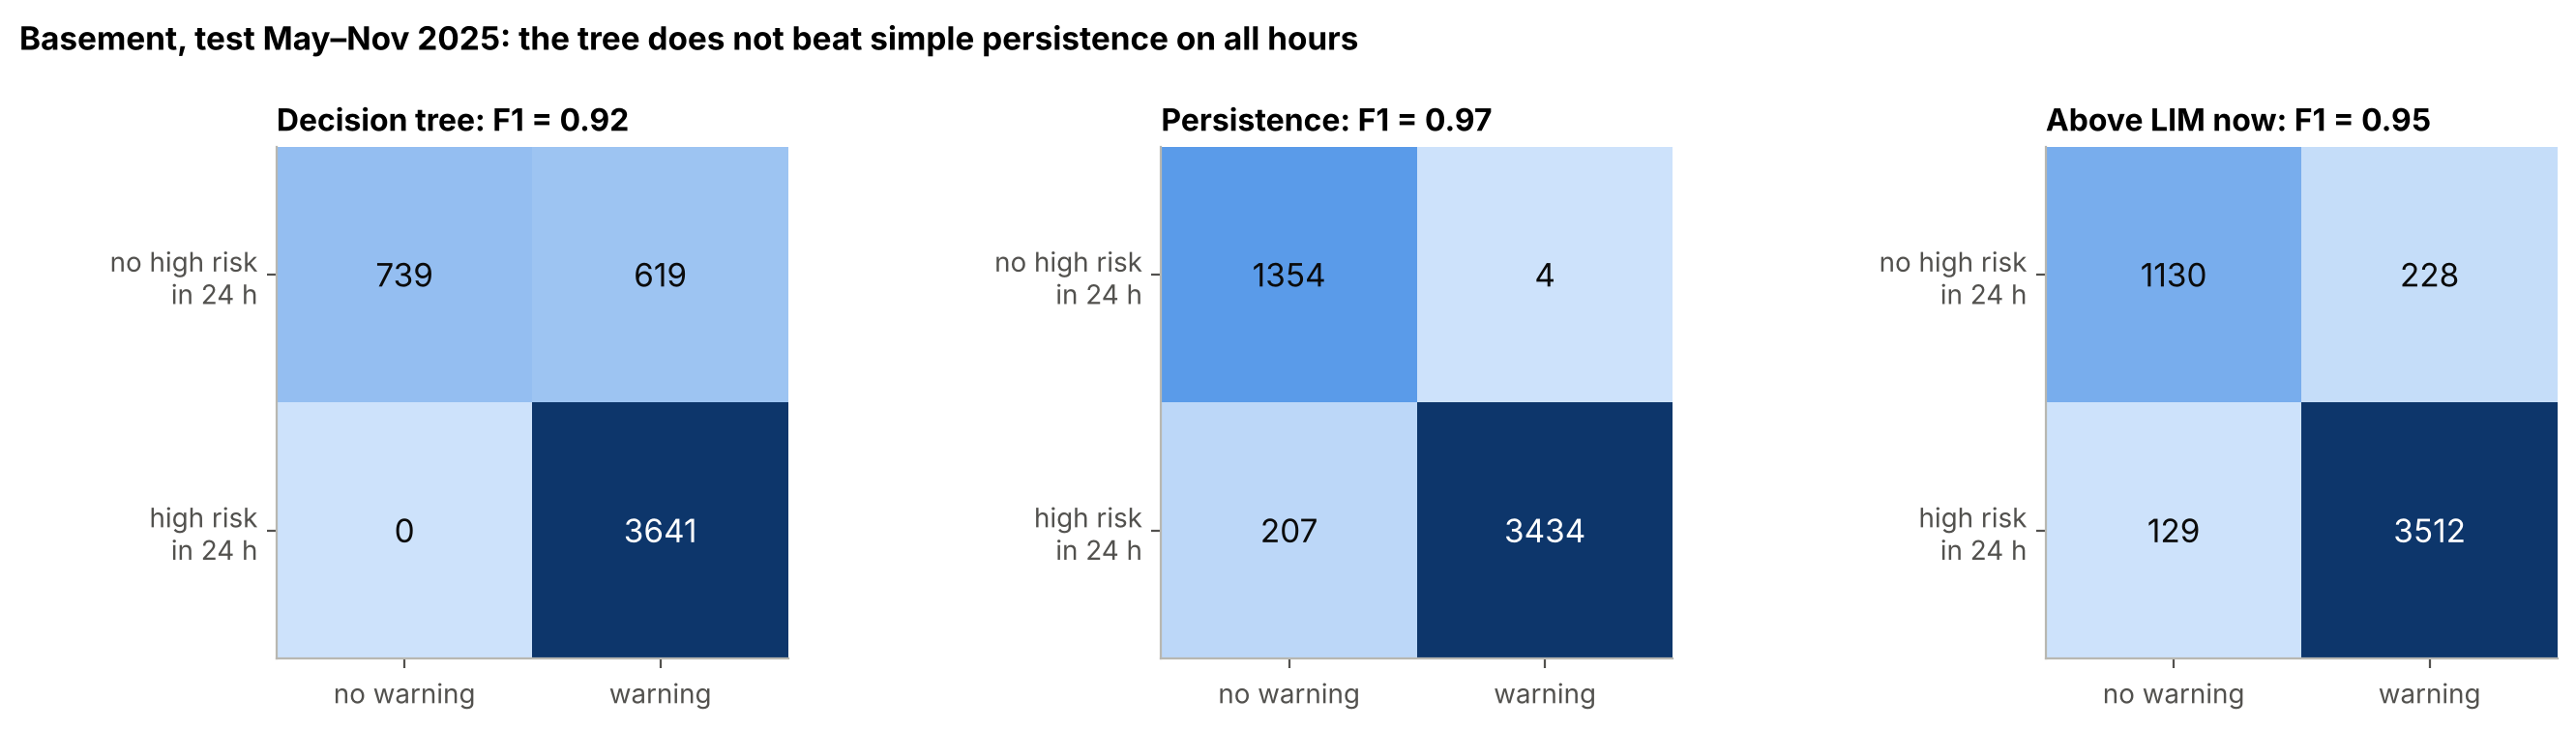 Basement, test May–Nov 2025: the tree does not beat simple persistence on all hours
Decision tree: F1 = 0.92
no high risk
in 24 h
high risk
in 24 h
739
619
0
3641
no warning
warning
Persistence: F1 = 0.97
no high risk
in 24 h
high risk
in 24 h
1354
4
207
3434
no warning
warning
Above LIM now: F1 = 0.95
no high risk
in 24 h
high risk
in 24 h
1130
228
129
3512
no warning
warning